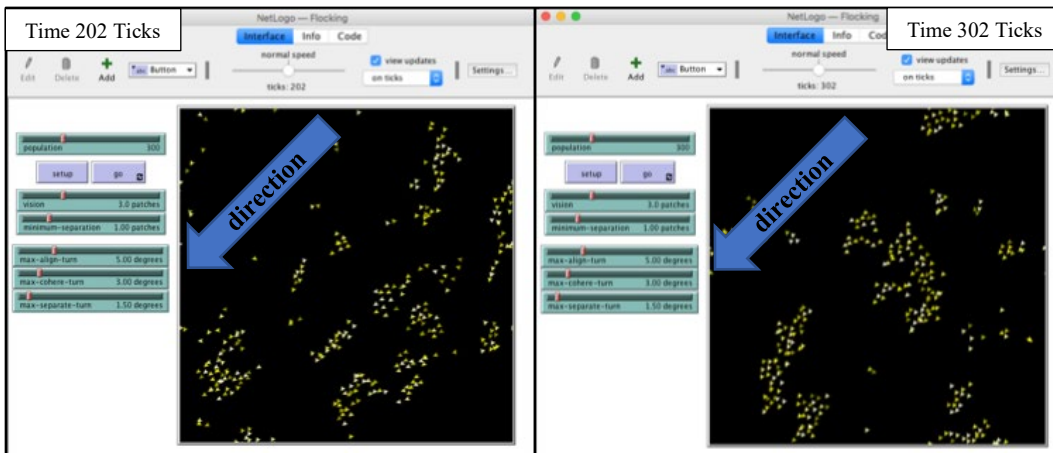 Time 202 Ticks
NetLogo — Flocking
Interface Info Code
normal speed
view updates
Edit Delete Add abc Button
on ticks
Settings...
ticks: 202
population 300
setup go
vision 3.0 patches
minimum-separation 1.00 patches
max-align-turn 5.00 degrees
max-cohere-turn 3.00 degrees
max-separate-turn 1.50 degrees
direction
NetLogo — Flocking
Time 302 Ticks
Interface Info Code
normal speed
view updates
Edit Delete Add abc Button
on ticks
Settings...
ticks: 302
population 300
setup go
vision 3.0 patches
minimum-separation 1.00 patches
max-align-turn 5.00 degrees
max-cohere-turn 3.00 degrees
max-separate-turn 1.50 degrees
direction